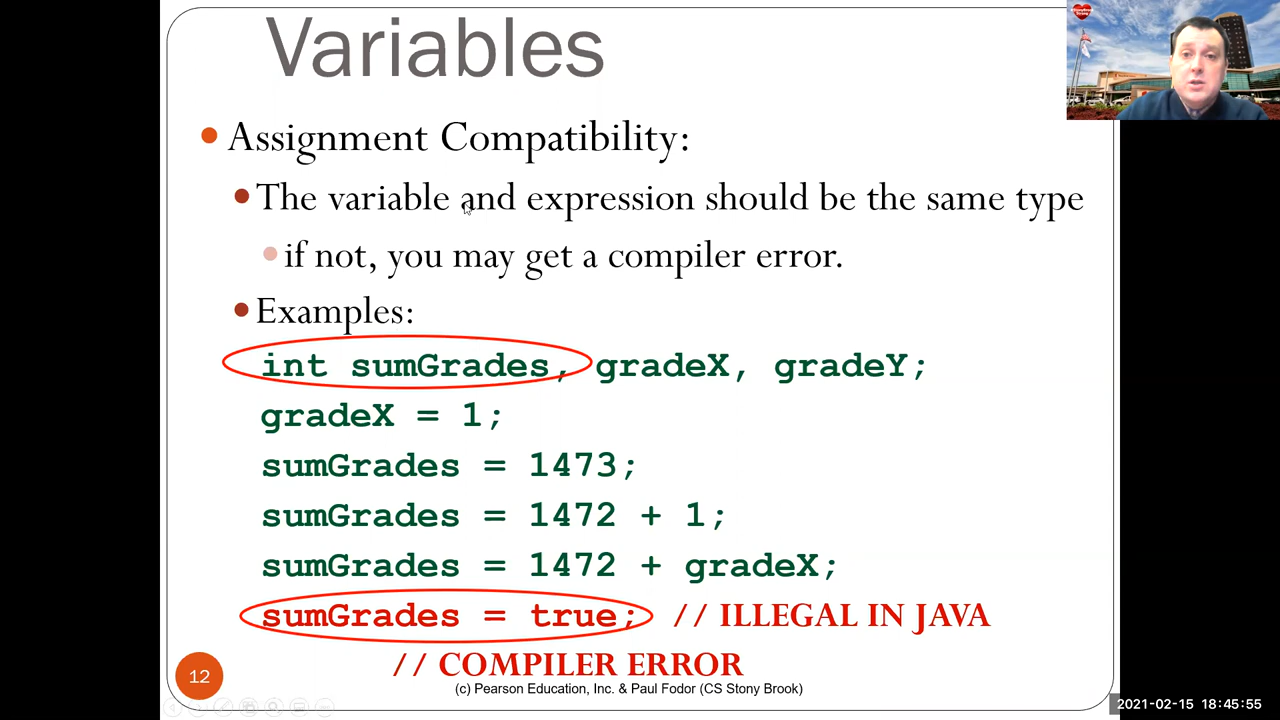 Variables
Assignment Compatibility:
The variable and expression should be the same type
if not, you may get a compiler error.
Examples:
int sumGrades, gradeX, gradeY;
gradeX = 1;
sumGrades = 1473;
sumGrades = 1472 + 1;
sumGrades = 1472 + gradeX;
sumGrades = true; // ILLEGAL IN JAVA
// COMPILER ERROR
12
(c) Pearson Education, Inc. & Paul Fodor (CS Stony Brook)
2021-02-15 18:45:55